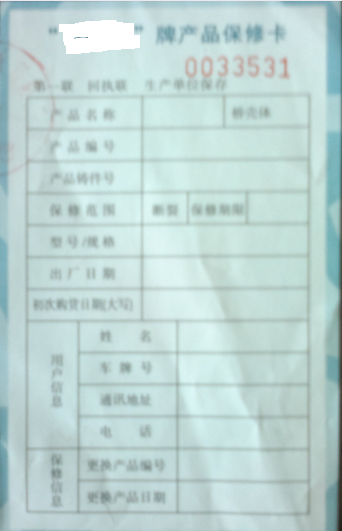 “ ”牌产品保修卡
0033531
第一联 回执联 生产单位保存
产品名称 桥壳体
产品编号
产品铸件号
保修范围 断裂 保修期限
型号/规格
出厂日期
初次购货日期(大写)
用户信息
姓 名
车牌号
通讯地址
电 话
保修信息
更换产品编号
更换产品日期